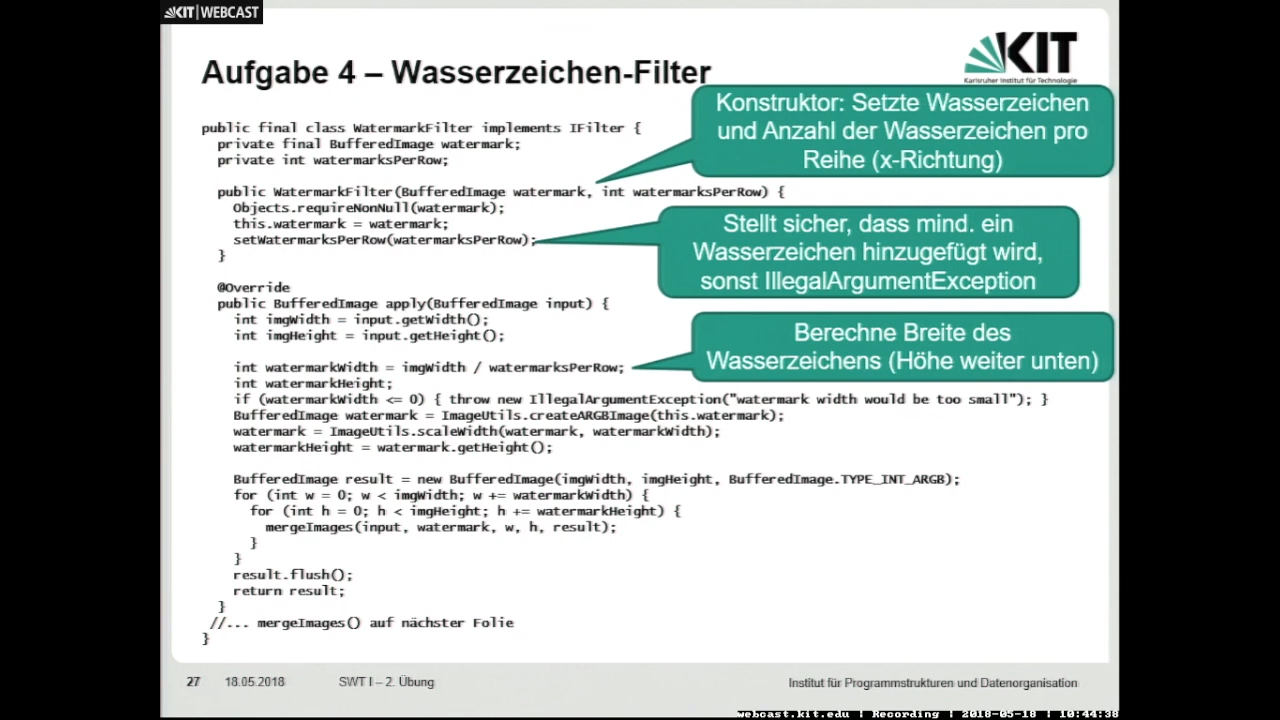 KIT | WEBCAST
Aufgabe 4 – Wasserzeichen-Filter
KIT
Karlsruher Institut für Technologie
Konstruktor: Setzte Wasserzeichen
und Anzahl der Wasserzeichen pro
Reihe (x-Richtung)
public final class WatermarkFilter implements IFilter {
private final BufferedImage watermark;
private int watermarksPerRow;
public WatermarkFilter(BufferedImage watermark, int watermarksPerRow) {
Objects.requireNonNull(watermark);
this.watermark = watermark;
setWatermarksPerRow(watermarksPerRow);
}
Stellt sicher, dass mind. ein
Wasserzeichen hinzugefügt wird,
sonst IllegalArgumentException
@Override
public BufferedImage apply(BufferedImage input) {
int imgWidth = input.getWidth();
int imgHeight = input.getHeight();
Berechne Breite des
Wasserzeichens (Höhe weiter unten)
int watermarkWidth = imgWidth / watermarksPerRow;
int watermarkHeight;
if (watermarkWidth <= 0) { throw new IllegalArgumentException("watermark width would be too small"); }
BufferedImage watermark = ImageUtils.createARGBImage(this.watermark);
watermark = ImageUtils.scaleWidth(watermark, watermarkWidth);
watermarkHeight = watermark.getHeight();
BufferedImage result = new BufferedImage(imgWidth, imgHeight, BufferedImage.TYPE_INT_ARGB);
for (int w = 0; w < imgWidth; w += watermarkWidth) {
for (int h = 0; h < imgHeight; h += watermarkHeight) {
mergeImages(input, watermark, w, h, result);
}
}
result.flush();
return result;
}
//... mergeImages() auf nächster Folie
}
27 18.05.2018 SWT I – 2. Übung Institut für Programmstrukturen und Datenorganisation
webcast.kit.edu | Recording | 2018-05-18 | 10:44:38